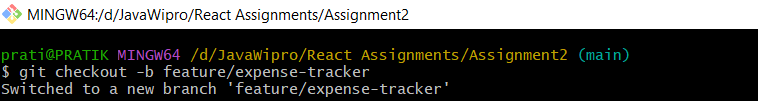 MINGW64:/d/JavaWipro/React Assignments/Assignment2
prati@PRATIK MINGW64 /d/JavaWipro/React Assignments/Assignment2 (main)
$ git checkout -b feature/expense-tracker
Switched to a new branch 'feature/expense-tracker'